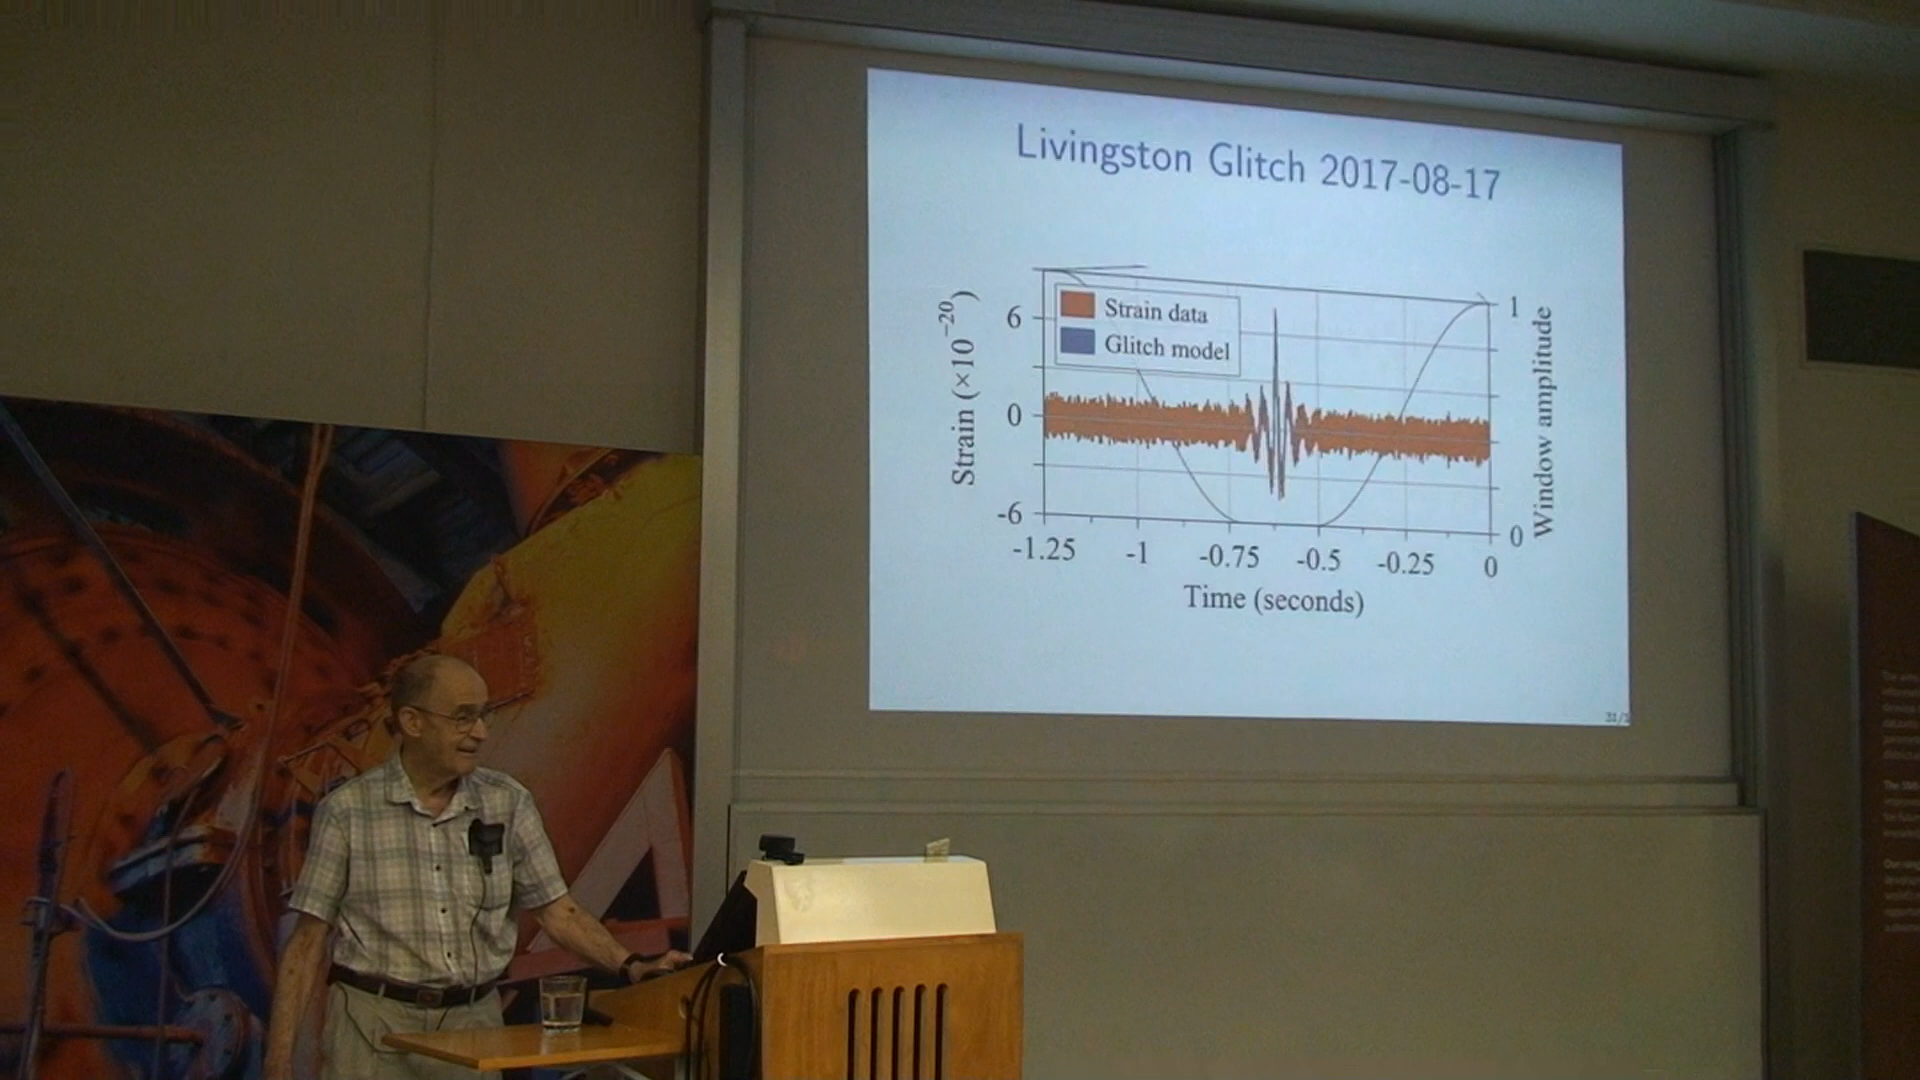 Livingston Glitch 2017-08-17
Strain (×10⁻²⁰)
6
0
-6
Strain data
Glitch model
1
0
Window amplitude
-1.25 -1 -0.75 -0.5 -0.25 0
Time (seconds)